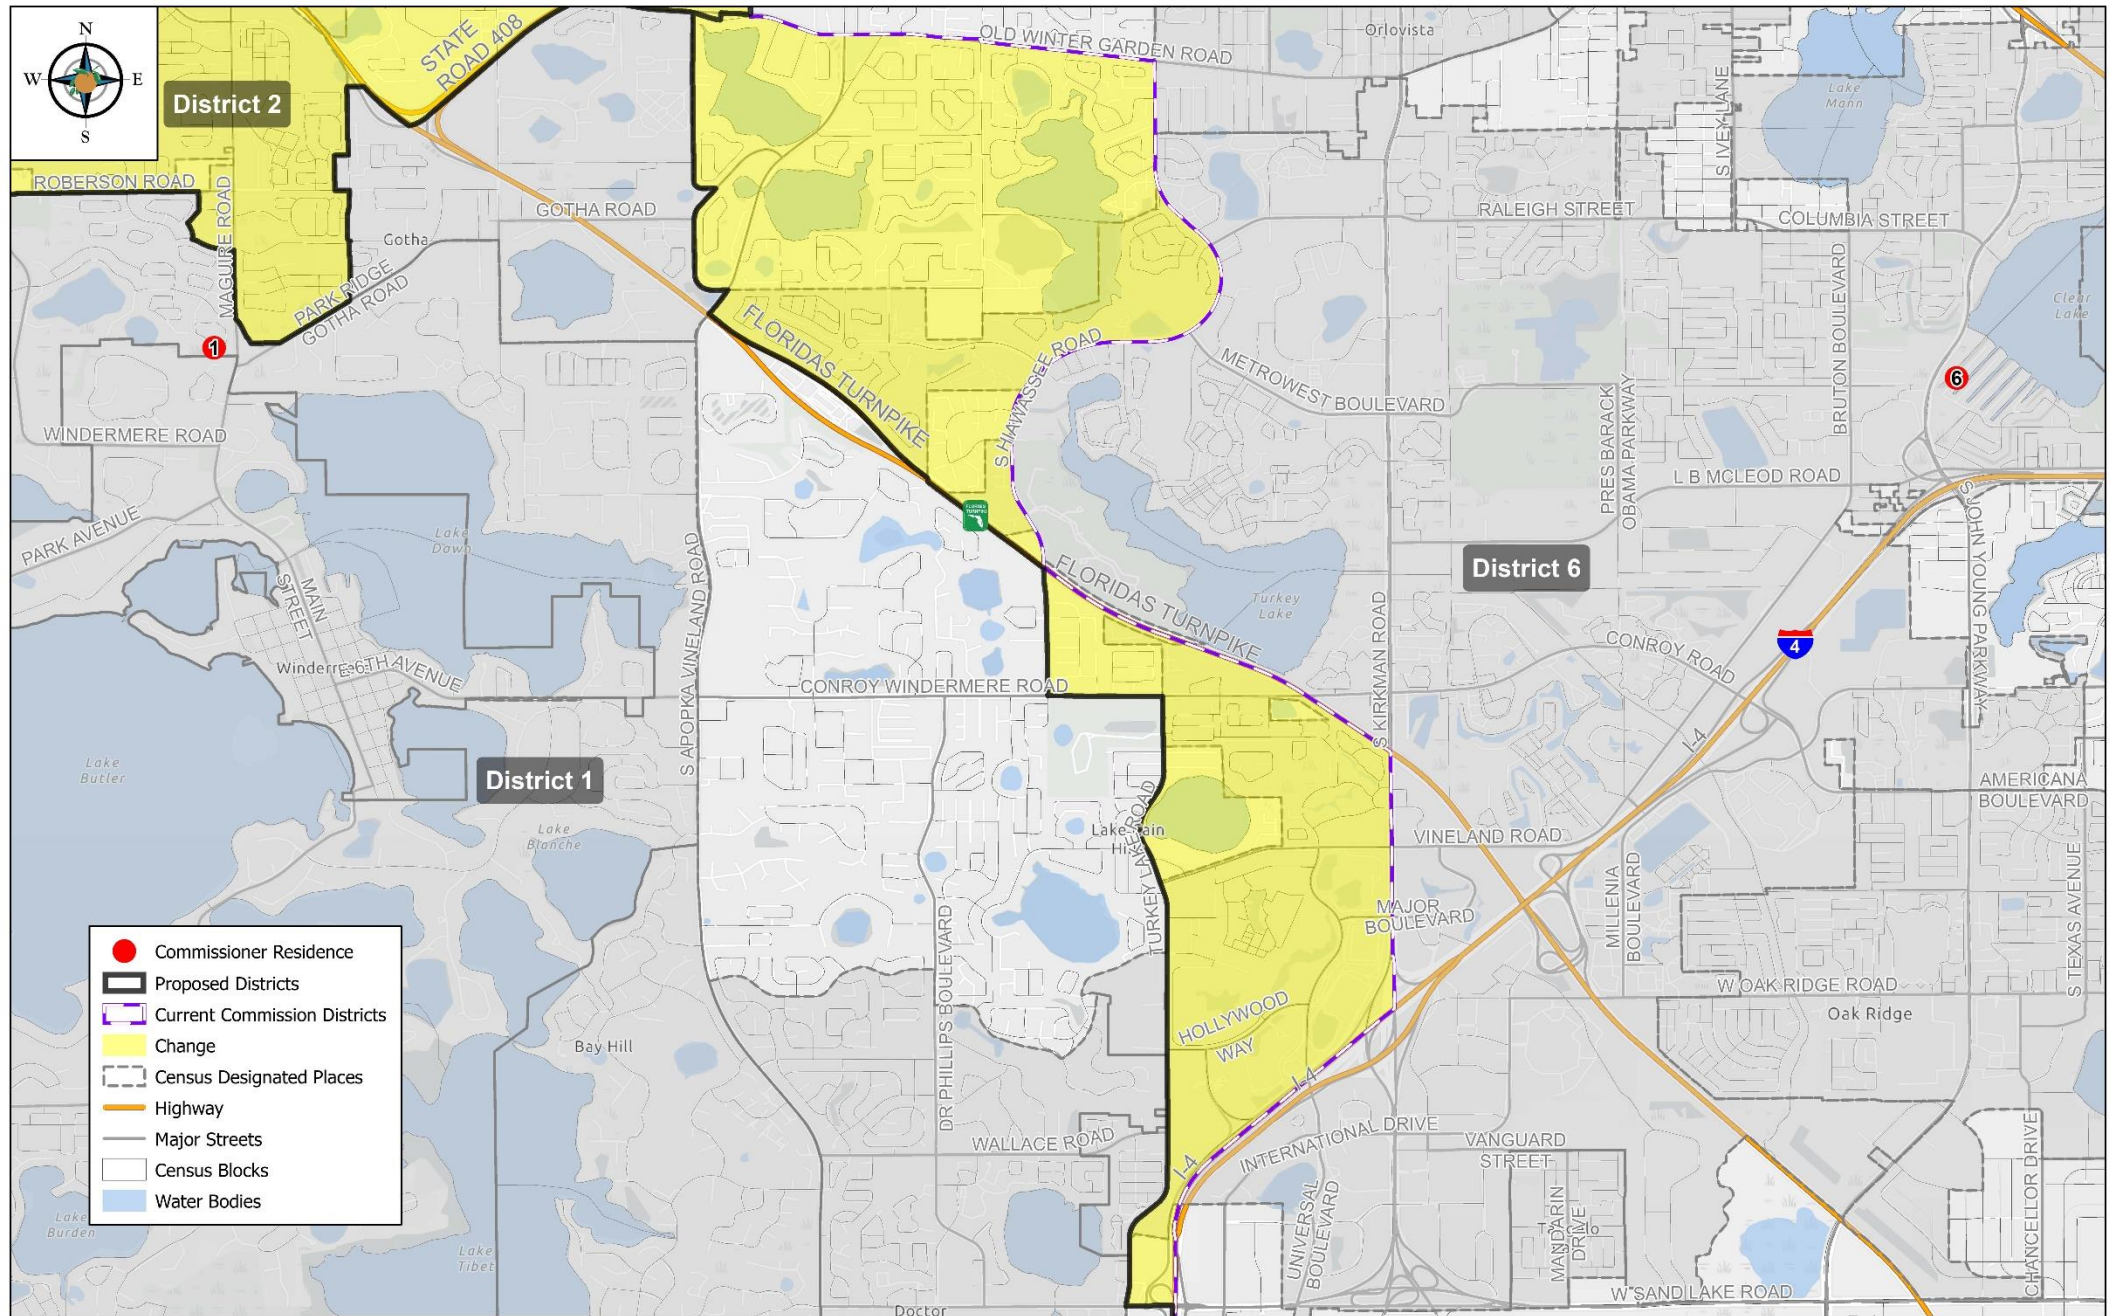 N
W
E
S
District 2
STATE
ROAD 408
OLD WINTER GARDEN ROAD
Orlovista
Lake
Mann
S IVEY LANE
ROBERSON ROAD
MAGUIRE ROAD
Gotha
GOTHA ROAD
PARK RIDGE
GOTHA ROAD
RALEIGH STREET
COLUMBIA STREET
BRUTON BOULEVARD
Clear
Lake
1
6
FLORIDAS TURNPIKE
S HIAWASSEE ROAD
METROWEST BOULEVARD
PRES BARACK
OBAMA PARKWAY
WINDERMERE ROAD
L B MCLEOD ROAD
S JOHN YOUNG PARKWAY
PARK AVENUE
Lake
Down
MAIN
STREET
E 6TH AVENUE
S APOPKA VINELAND ROAD
FLORIDAS TURNPIKE
Turkey
Lake
District 6
S KIRKMAN ROAD
CONROY ROAD
4
I-4
CONROY WINDERMERE ROAD
Lake
Butler
District 1
Lake
Blanche
TURKEY LAKE ROAD
VINELAND ROAD
AMERICANA
BOULEVARD
MAJOR
BOULEVARD
MILLENIA
BOULEVARD
S TEXAS AVENUE
W OAK RIDGE ROAD
Oak Ridge
HOLLYWOOD
WAY
DR PHILLIPS BOULEVARD
Bay Hill
I-4
WALLACE ROAD
INTERNATIONAL DRIVE
VANGUARD
STREET
I-4
UNIVERSAL
BOULEVARD
MANDARIN
DRIVE
CHANCELLOR DRIVE
W SAND LAKE ROAD
Doctor
Lake
Burden
Lake
Tibet
Commissioner Residence
Proposed Districts
Current Commission Districts
Change
Census Designated Places
Highway
Major Streets
Census Blocks
Water Bodies